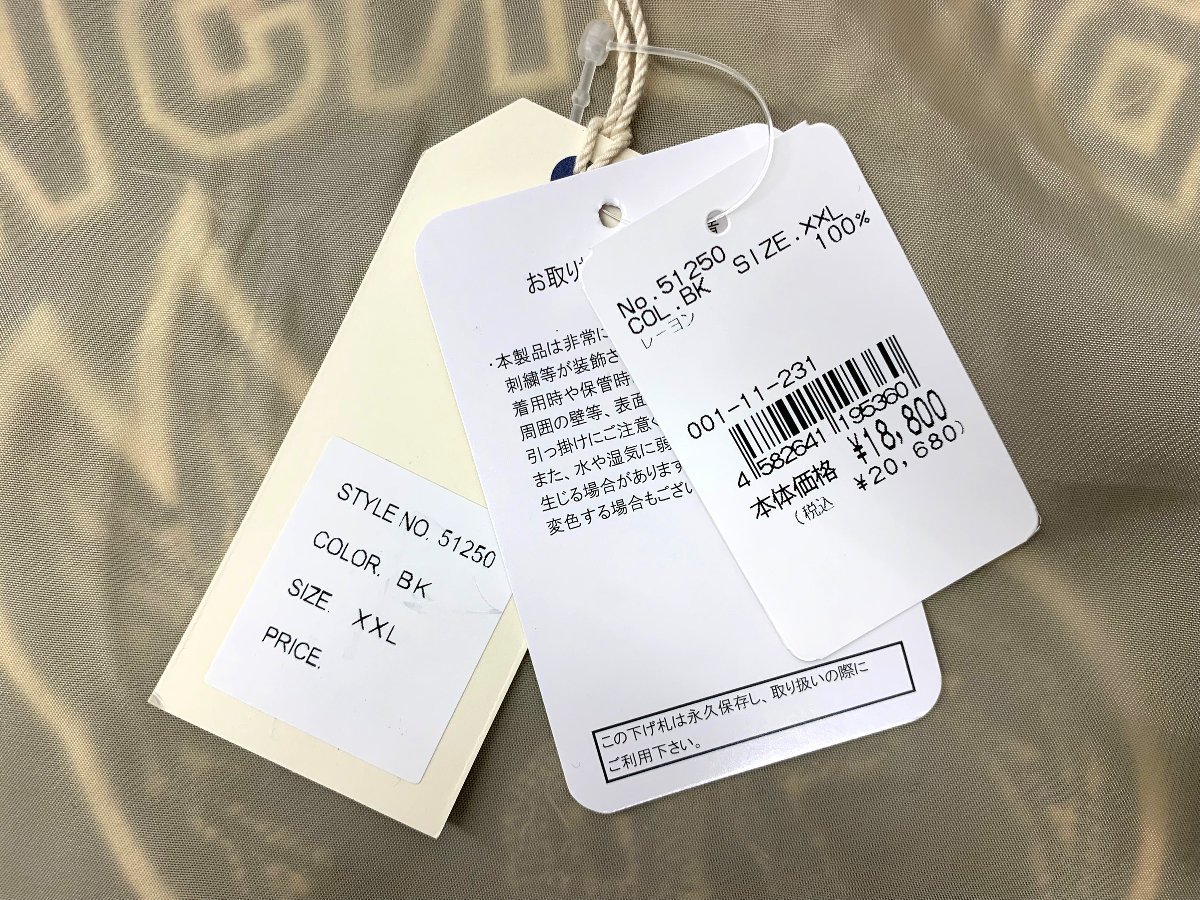 STYLE NO. 51250
COLOR. BK
SIZE. XXL
PRICE.
お取り
・本製品は非常に
刺繍等が装飾さ
着用時や保管時
周囲の壁等、表面
引っ掛けにご注意く
また、水や湿気に弱
生じる場合があります
変色する場合もござい
この下げ札は永久保存し、取り扱いの際に
ご利用下さい。
No.51250 SIZE.XXL
COL.BK 100%
レーヨン
001-11-231
4 582641 195360
本体価格 ¥18,800
(税込 ¥20,680)